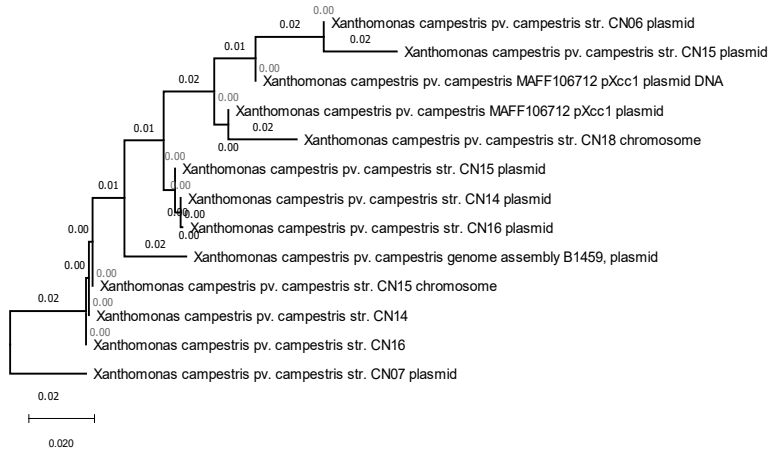 0.00
0.02
Xanthomonas campestris pv. campestris str. CN06 plasmid
0.01
0.02
Xanthomonas campestris pv. campestris str. CN15 plasmid
0.00
0.02
Xanthomonas campestris pv. campestris MAFF106712 pXcc1 plasmid DNA
0.00
Xanthomonas campestris pv. campestris MAFF106712 pXcc1 plasmid
0.01
0.02
Xanthomonas campestris pv. campestris str. CN18 chromosome
0.00
0.00
Xanthomonas campestris pv. campestris str. CN15 plasmid
0.01
0.00
Xanthomonas campestris pv. campestris str. CN14 plasmid
0.00
0.00
Xanthomonas campestris pv. campestris str. CN16 plasmid
0.00
0.00
0.02
Xanthomonas campestris pv. campestris genome assembly B1459, plasmid
0.00
0.00
Xanthomonas campestris pv. campestris str. CN15 chromosome
0.02
0.00
Xanthomonas campestris pv. campestris str. CN14
0.00
Xanthomonas campestris pv. campestris str. CN16
Xanthomonas campestris pv. campestris str. CN07 plasmid
0.02
0.020